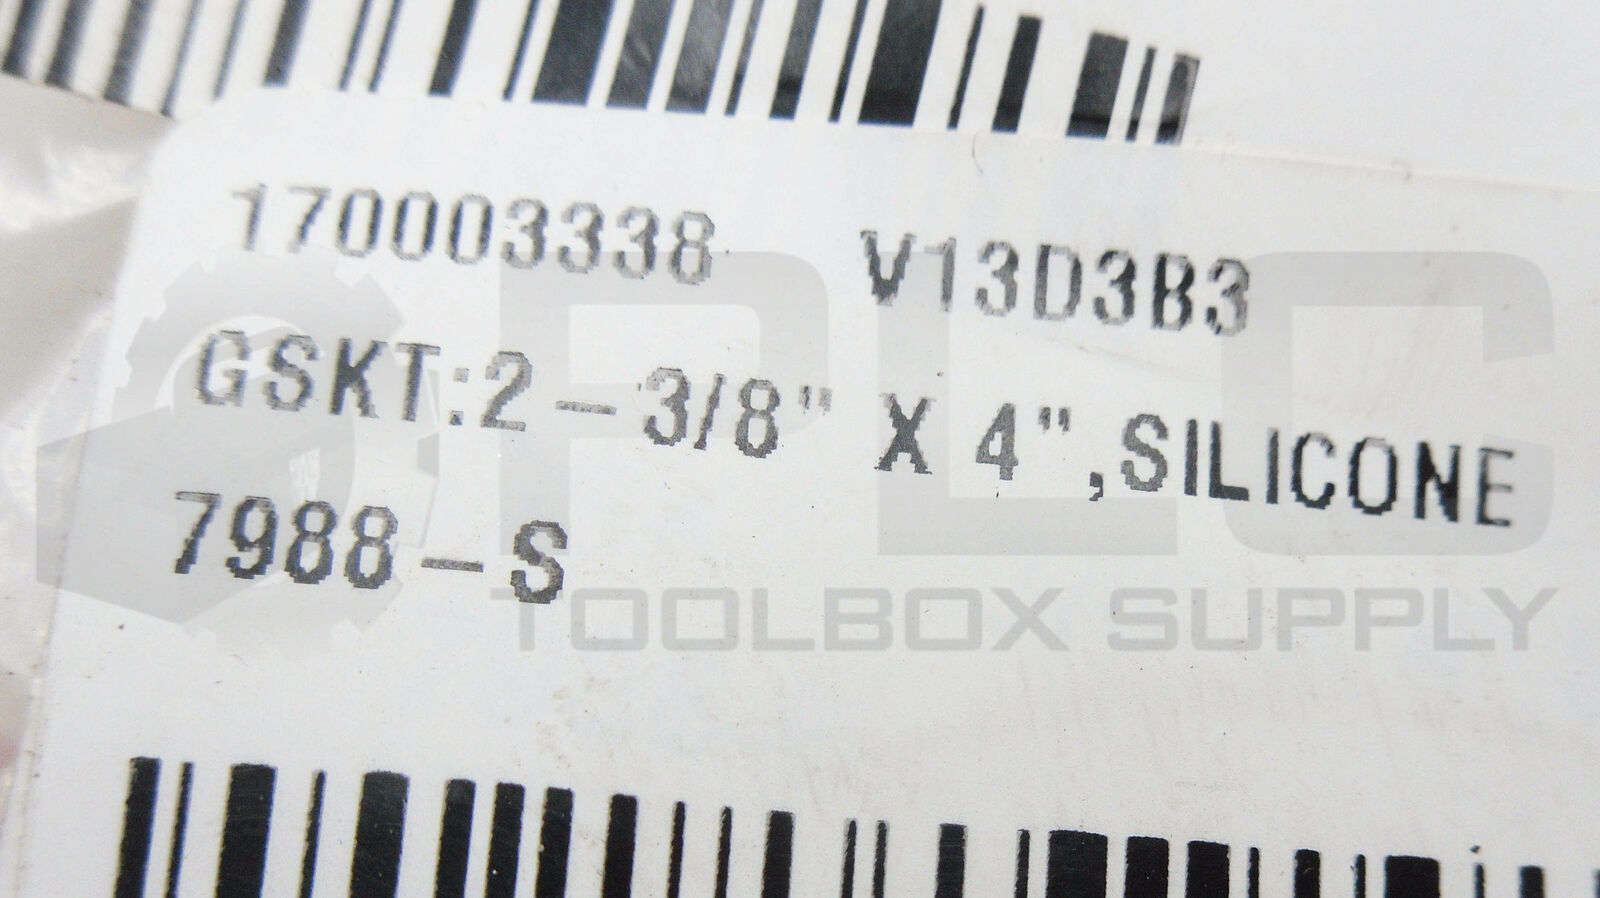 170003338 V13D3B3
GSKT:2-3/8" X 4",SILICONE
7988-S
PLC
TOOLBOX SUPPLY